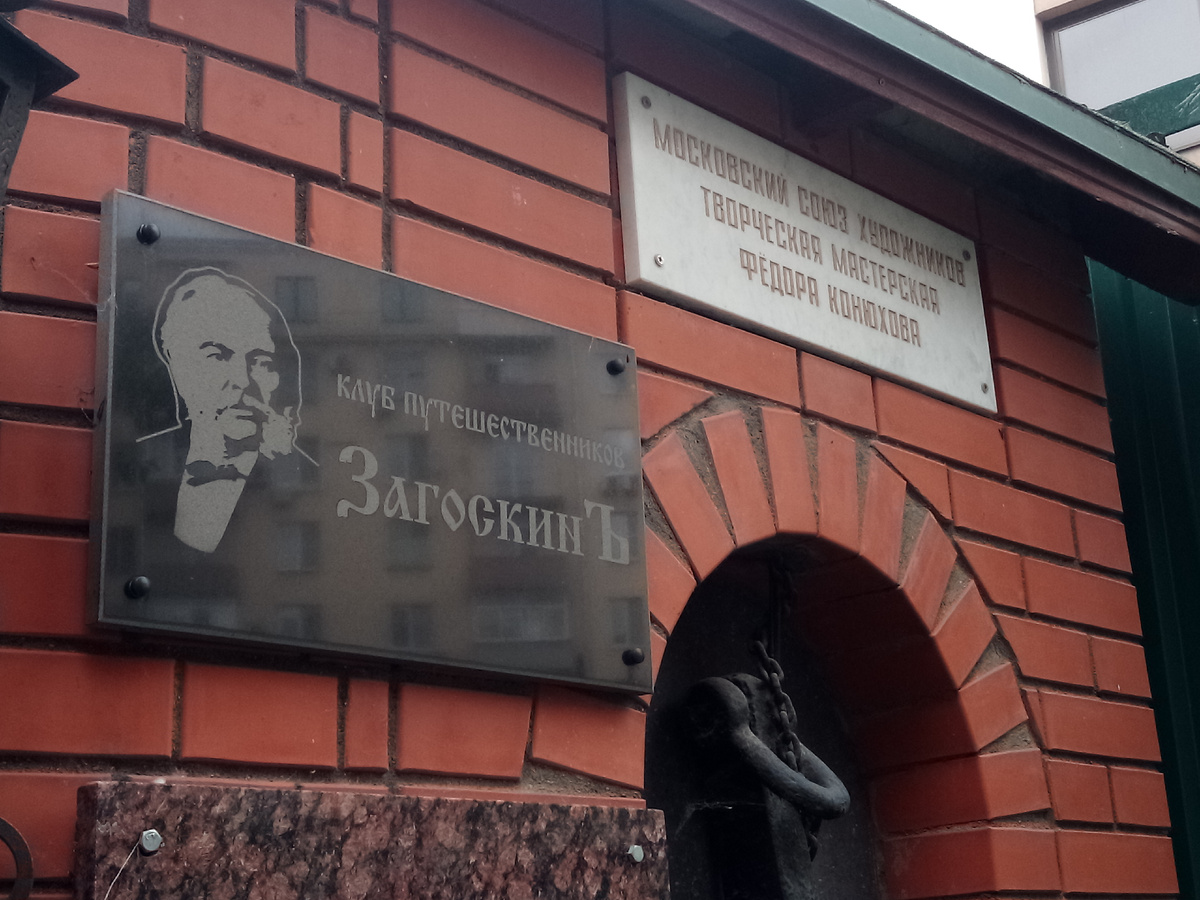 КЛУБ ПУТЕШЕСТВЕННИКОВ
ЗАГОСКИНЪ
МОСКОВСКИЙ СОЮЗ ХУДОЖНИКОВ
ТВОРЧЕСКАЯ МАСТЕРСКАЯ
ФЁДОРА КОНЮХОВА